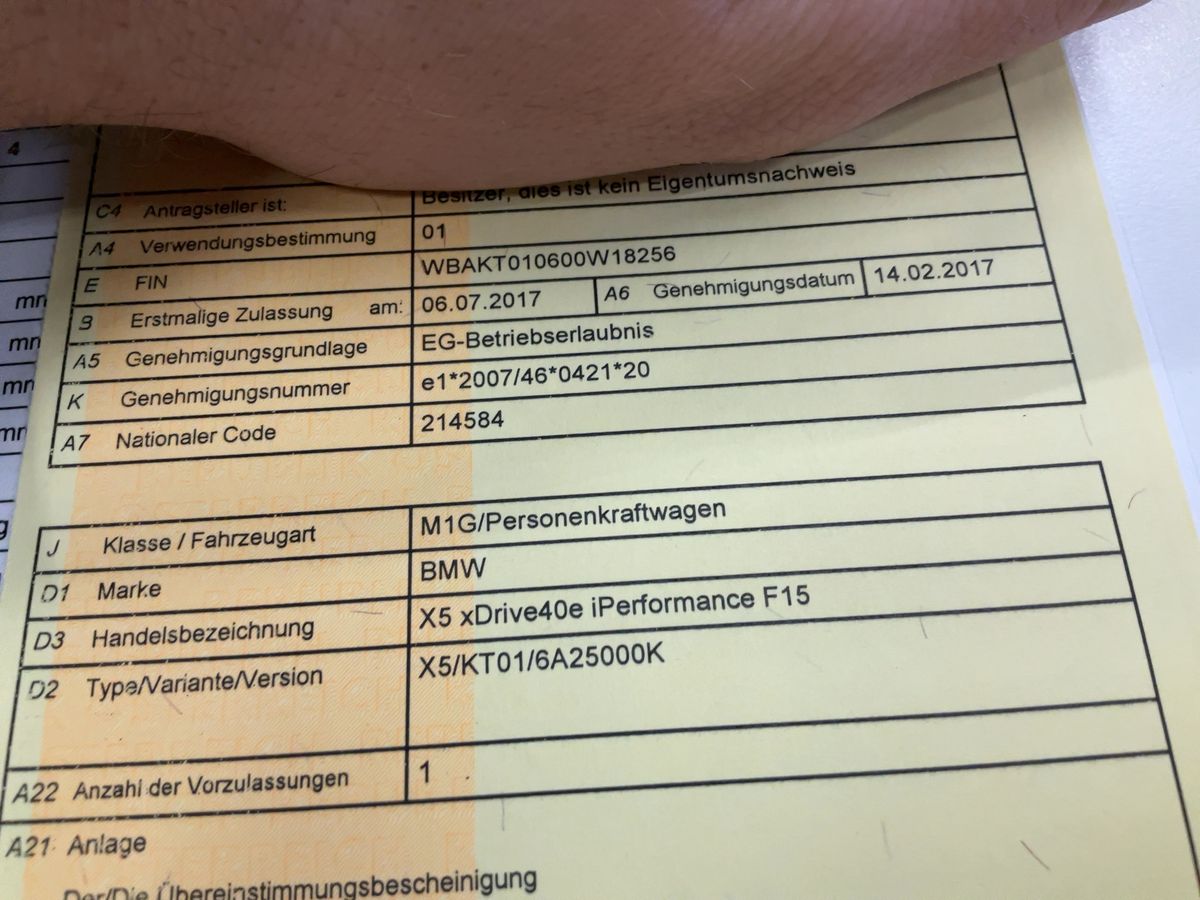 4
C4 Antragsteller ist: Besitzer, dies ist kein Eigentumsnachweis
A4 Verwendungsbestimmung 01
E FIN WBAKT010600W18256
B Erstmalige Zulassung am: 06.07.2017 A6 Genehmigungsdatum 14.02.2017
A5 Genehmigungsgrundlage EG-Betriebserlaubnis
K Genehmigungsnummer e1*2007/46*0421*20
A7 Nationaler Code 214584
J Klasse / Fahrzeugart M1G/Personenkraftwagen
D1 Marke BMW
D3 Handelsbezeichnung X5 xDrive40e iPerformance F15
D2 Type/Variante/Version X5/KT01/6A25000K
A22 Anzahl der Vorzulassungen 1
A21 Anlage
Der/Die Übereinstimmungsbescheinigung